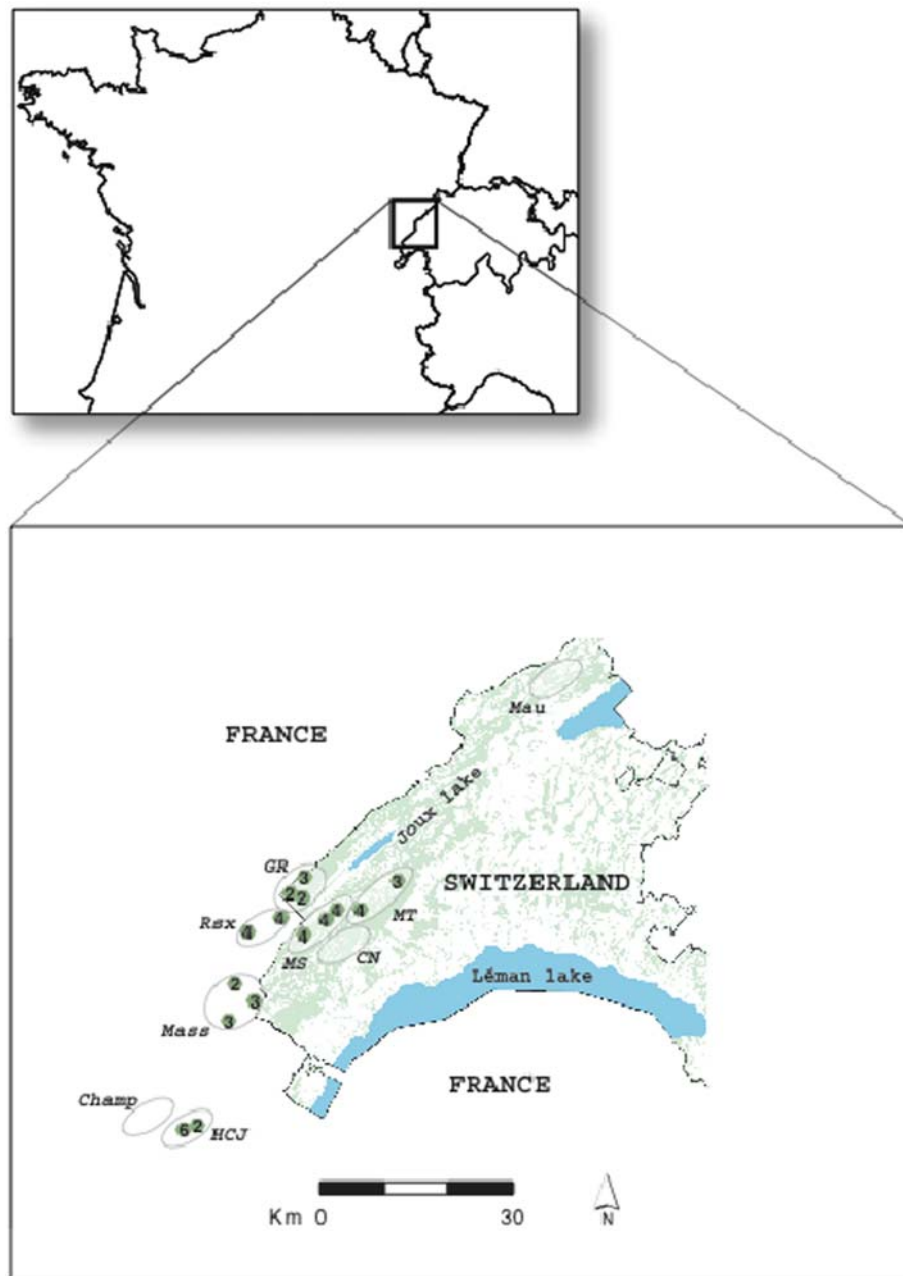 Mau
FRANCE
Joux lake
GR
3
2
2
SWITZERLAND
3
MT
Rsx
4
4
4
4
4
4
MS
CN
Léman lake
2
3
3
Mass
FRANCE
Champ
6
2
HCJ
Km 0 30
N